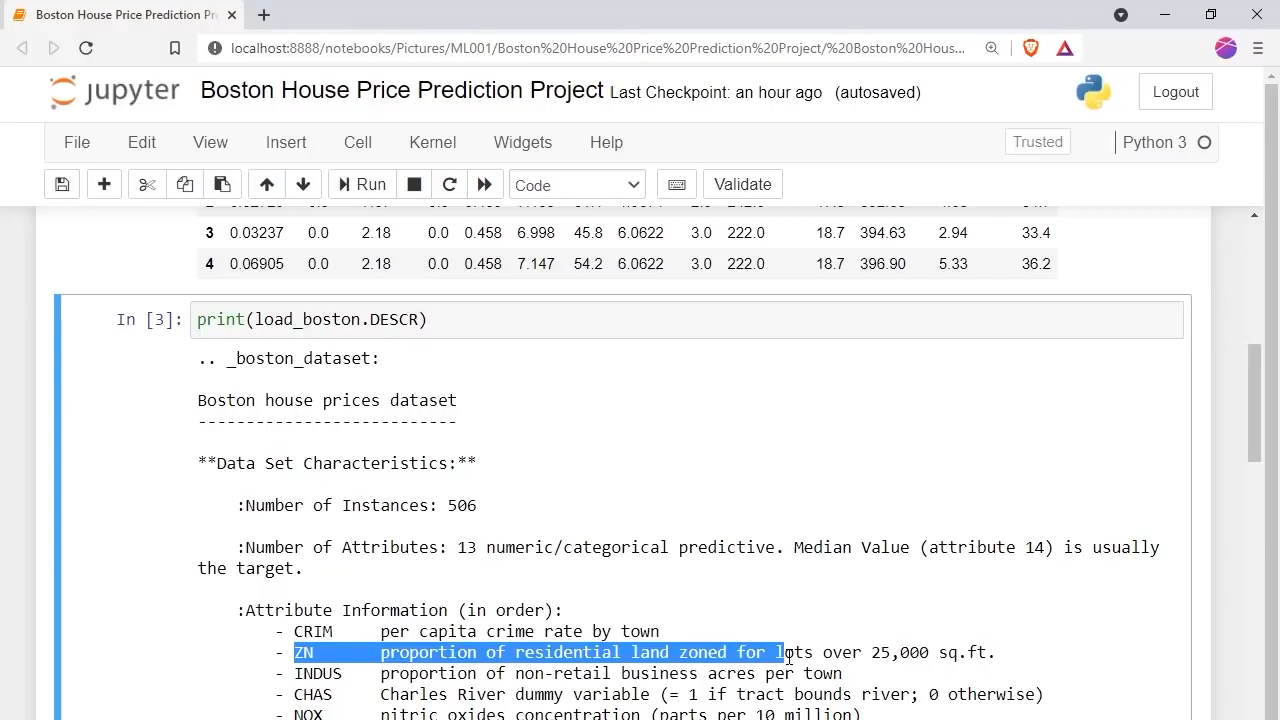 Boston House Price Prediction Pr
localhost:8888/notebooks/Pictures/ML001/Boston%20House%20Price%20Prediction%20Project/%20Boston%20Hous...
jupyter Boston House Price Prediction Project Last Checkpoint: an hour ago (autosaved)
Logout
File Edit View Insert Cell Kernel Widgets Help
Trusted Python 3
Run Code Validate
3 0.03237 0.0 2.18 0.0 0.458 6.998 45.8 6.0622 3.0 222.0 18.7 394.63 2.94 33.4
4 0.06905 0.0 2.18 0.0 0.458 7.147 54.2 6.0622 3.0 222.0 18.7 396.90 5.33 36.2
In [3]: print(load_boston.DESCR)
.. _boston_dataset:
Boston house prices dataset
---------------------------
**Data Set Characteristics:**
:Number of Instances: 506
:Number of Attributes: 13 numeric/categorical predictive. Median Value (attribute 14) is usually
the target.
:Attribute Information (in order):
- CRIM per capita crime rate by town
- ZN proportion of residential land zoned for lots over 25,000 sq.ft.
- INDUS proportion of non-retail business acres per town
- CHAS Charles River dummy variable (= 1 if tract bounds river; 0 otherwise)
- NOX nitric oxides concentration (parts per 10 million)